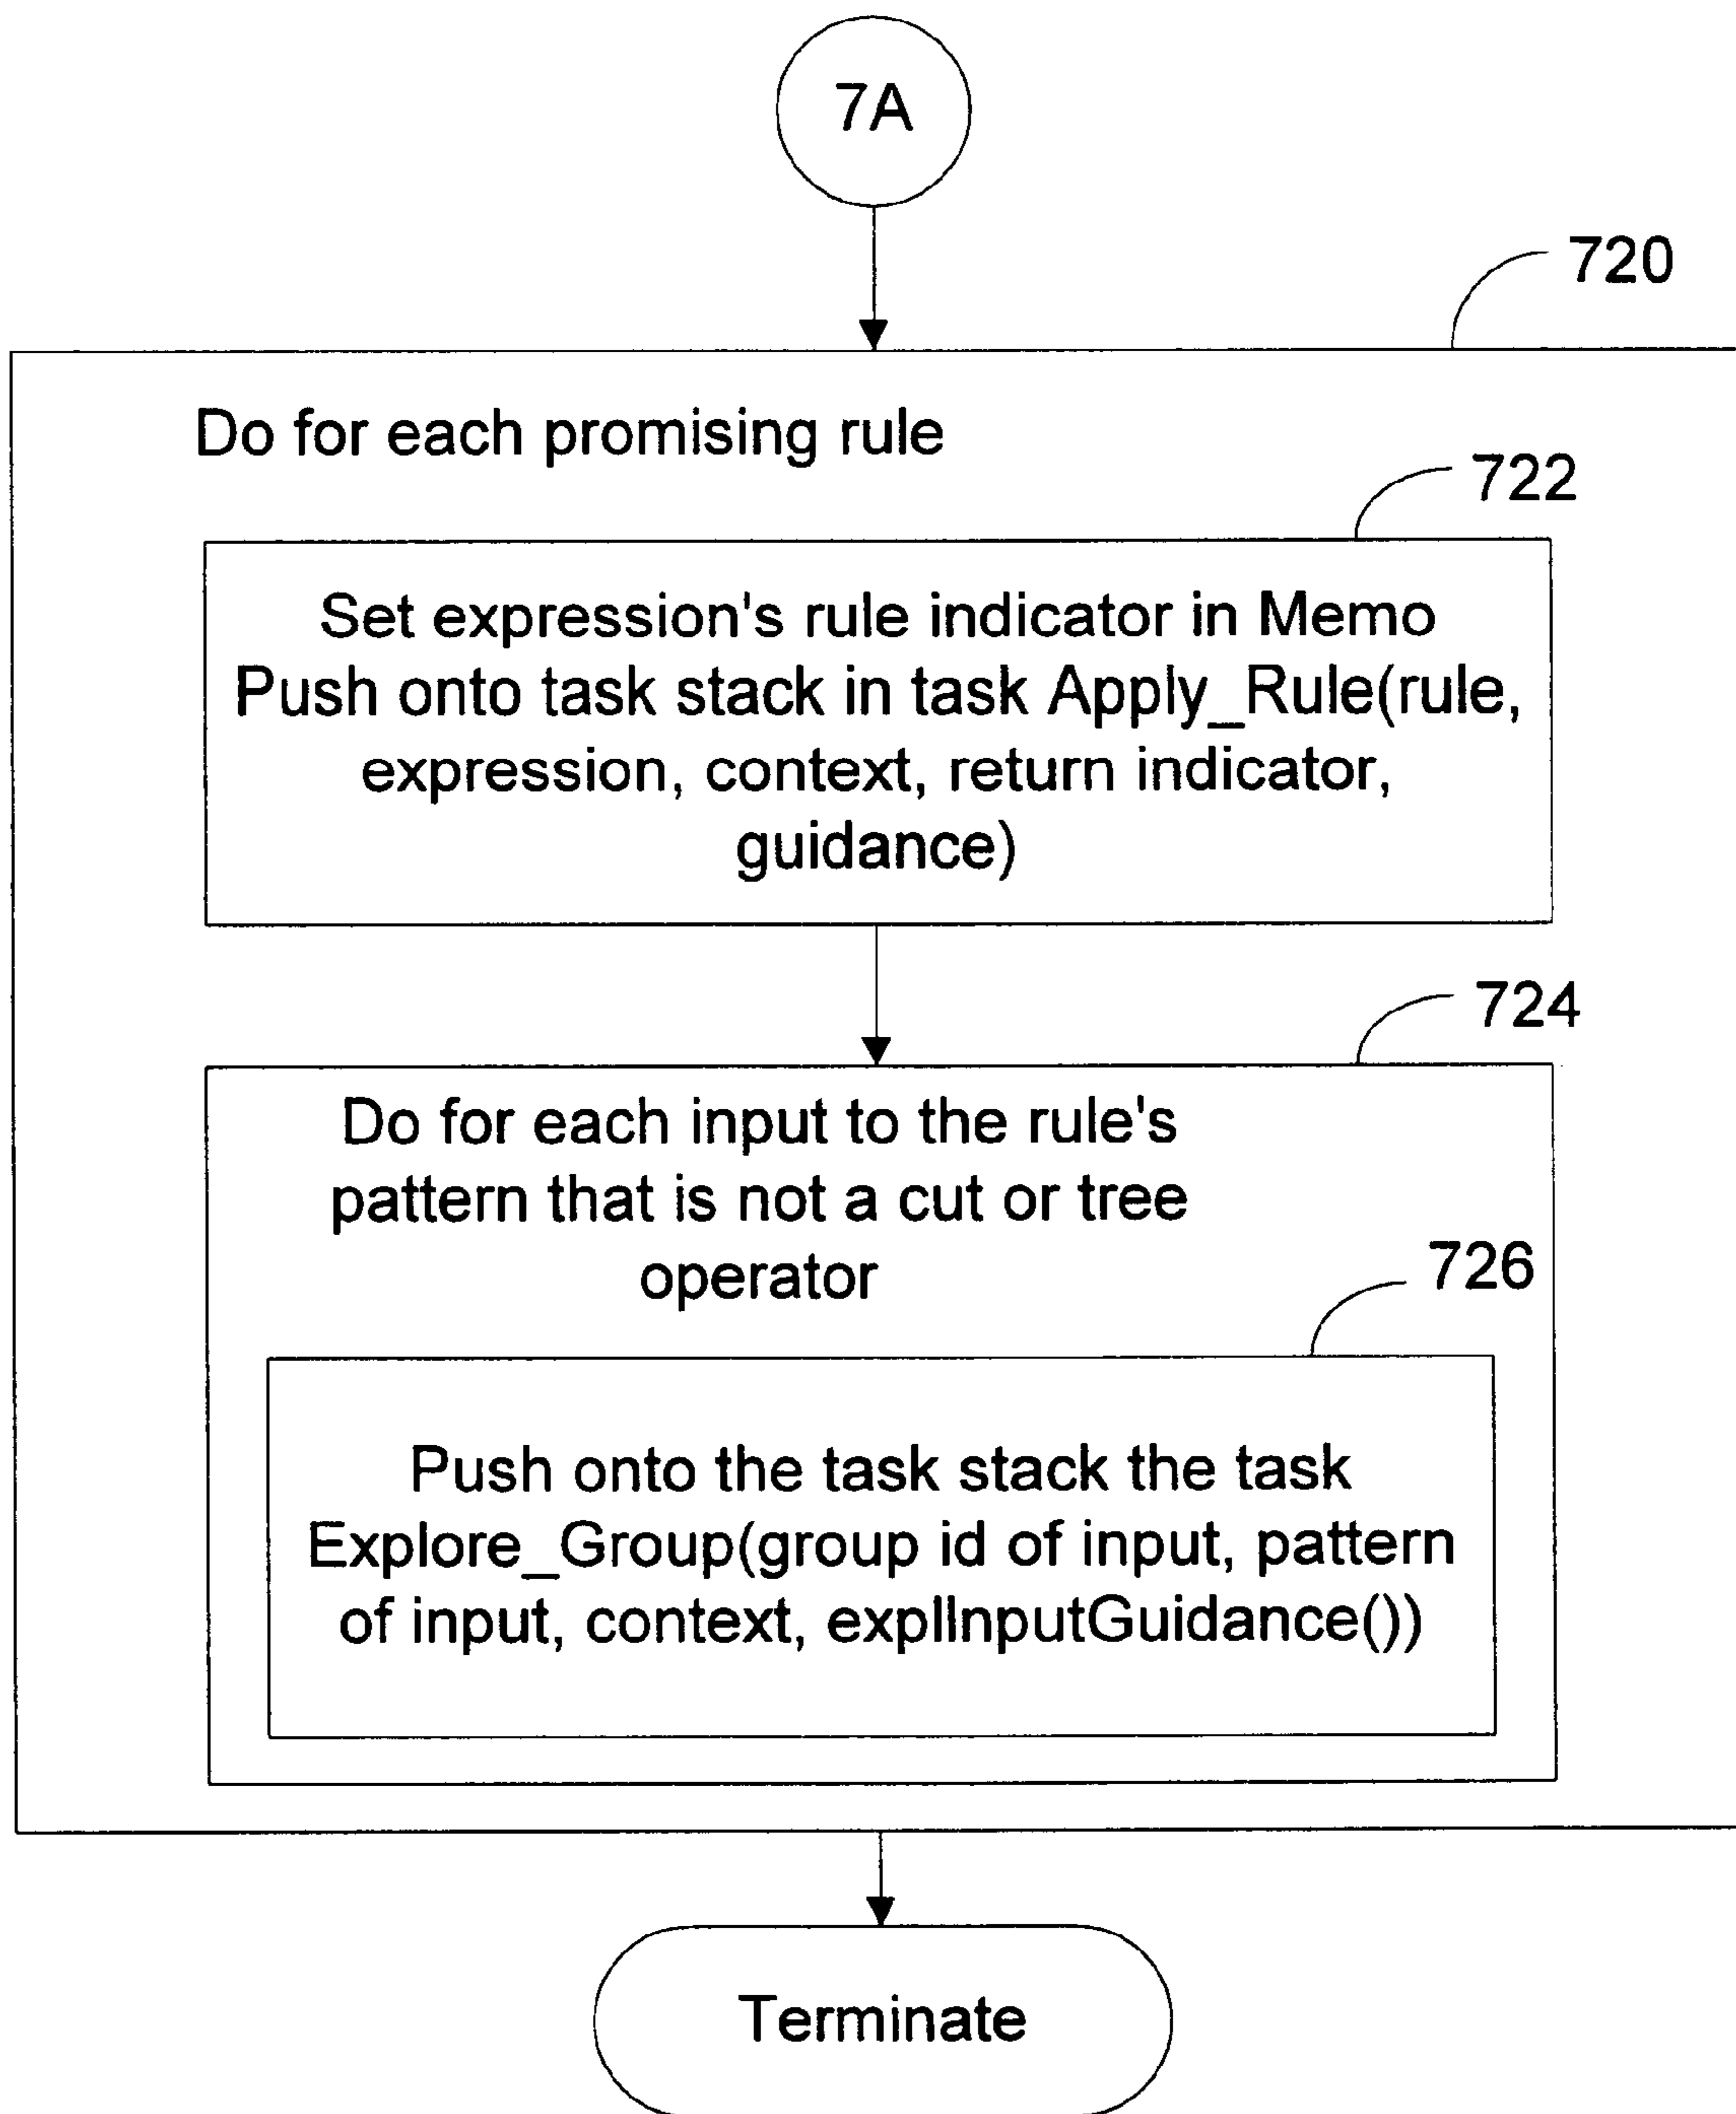 7A
720
Do for each promising rule
722
Set expression's rule indicator in Memo
Push onto task stack in task Apply_Rule(rule,
expression, context, return indicator,
guidance)
724
Do for each input to the rule's
pattern that is not a cut or tree
operator
726
Push onto the task stack the task
Explore_Group(group id of input, pattern
of input, context, explInputGuidance())
Terminate